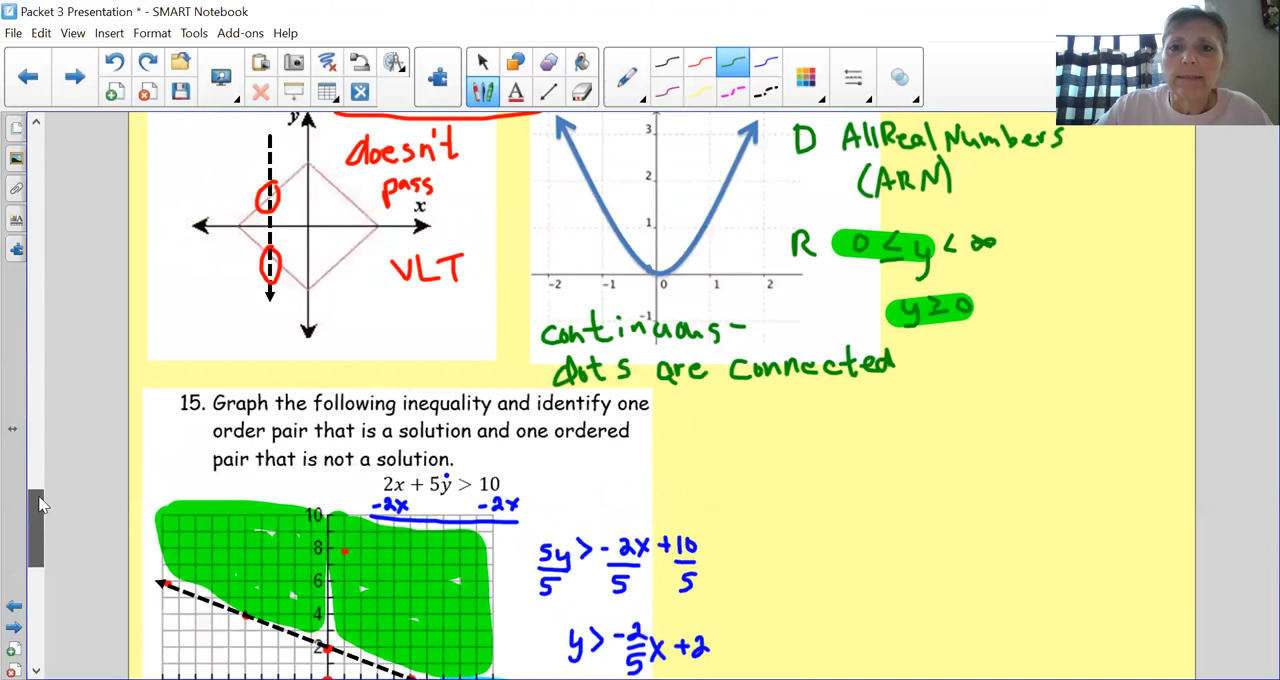 Packet 3 Presentation * - SMART Notebook
File Edit View Insert Format Tools Add-ons Help
y
x
doesn't
pass
VLT
3
2
1
0
-2 -1 0 1 2
-1
continuous -
dots are connected
D All Real Numbers
(ARN)
R 0 ≤ y < ∞
y ≥ 0
15. Graph the following inequality and identify one
order pair that is a solution and one ordered
pair that is not a solution.
2x + 5y > 10
-2x -2x
10
8
6
4
2
5y > -2x + 10
5 5 5
y > -2/5 x + 2